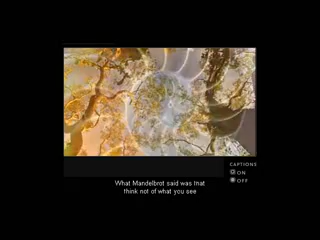 CAPTIONS
ON
OFF
What Mandelbrot said was that
think not of what you see